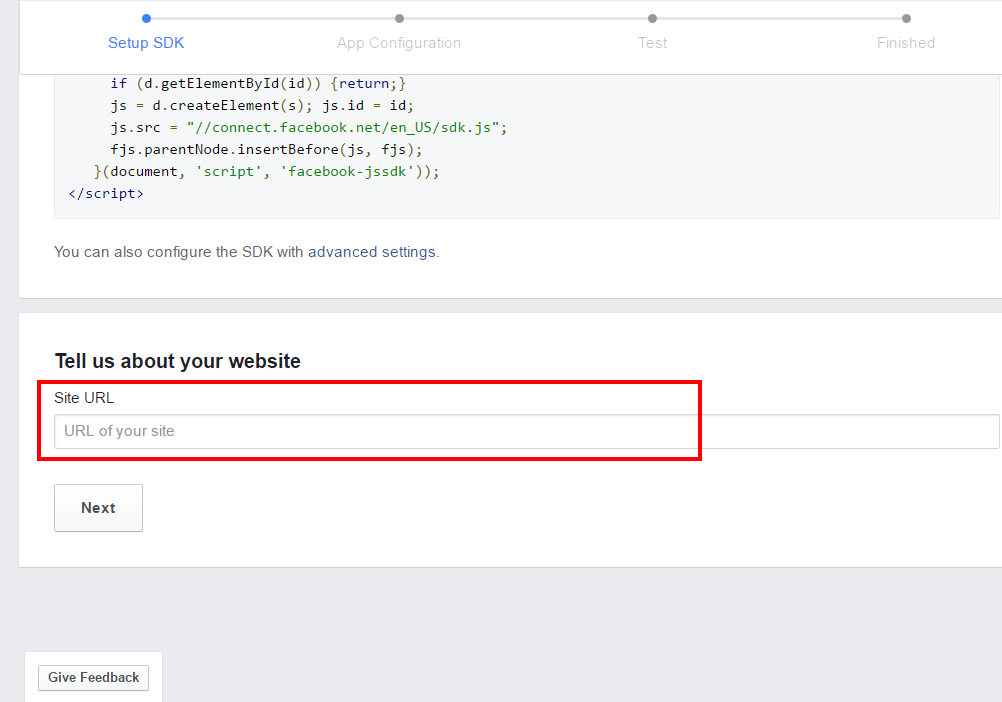 Setup SDK
App Configuration
Test
Finished
if (d.getElementById(id)) {return;}
js = d.createElement(s); js.id = id;
js.src = "//connect.facebook.net/en_US/sdk.js";
fjs.parentNode.insertBefore(js, fjs);
}(document, 'script', 'facebook-jssdk'));
</script>
You can also configure the SDK with advanced settings.
Tell us about your website
Site URL
URL of your site
Next
Give Feedback